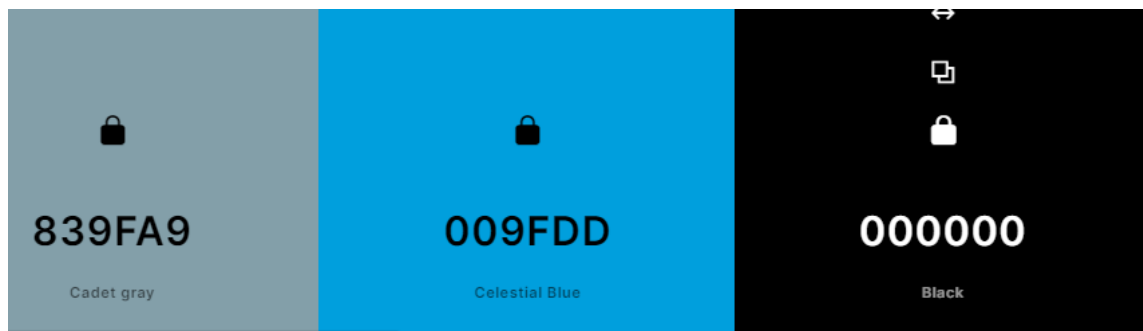 839FA9
Cadet gray
009FDD
Celestial Blue
000000
Black